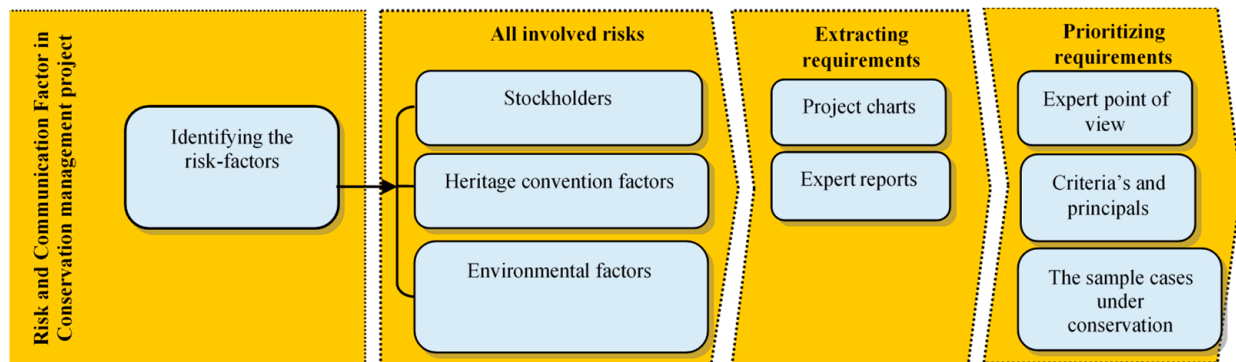 Risk and Communication Factor in
Conservation management project
Identifying the
risk-factors
All involved risks
Stockholders
Heritage convention factors
Environmental factors
Extracting
requirements
Project charts
Expert reports
Prioritizing
requirements
Expert point of
view
Criteria’s and
principals
The sample cases
under
conservation